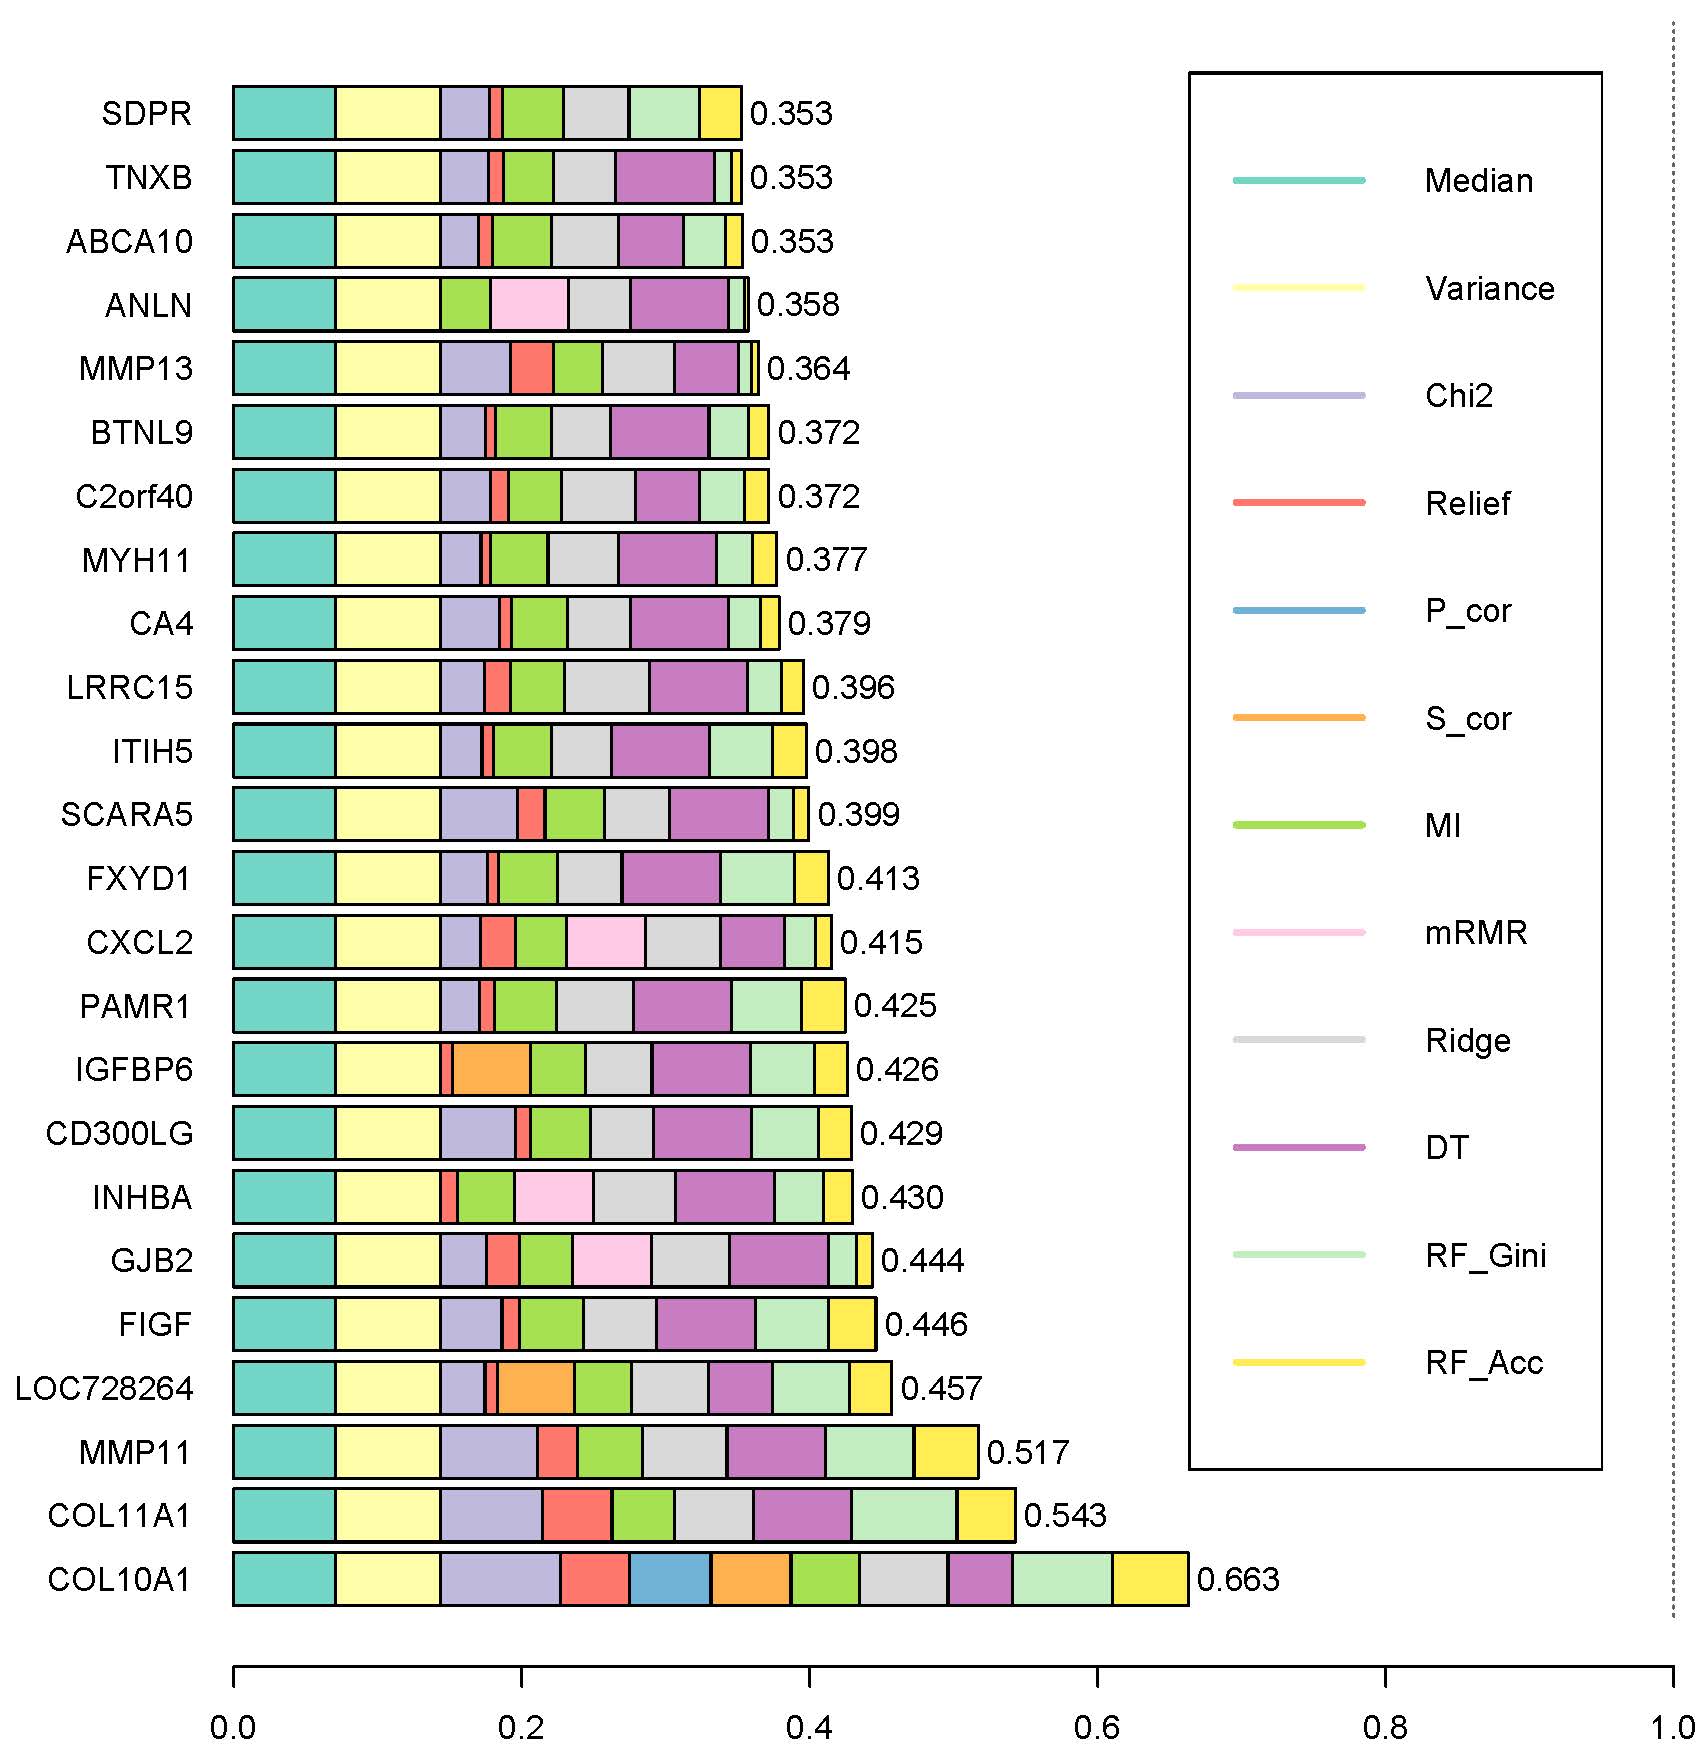 SDPR 0.353
TNXB 0.353
ABCA10 0.353
ANLN 0.358
MMP13 0.364
BTNL9 0.372
C2orf40 0.372
MYH11 0.377
CA4 0.379
LRRC15 0.396
ITIH5 0.398
SCARA5 0.399
FXYD1 0.413
CXCL2 0.415
PAMR1 0.425
IGFBP6 0.426
CD300LG 0.429
INHBA 0.430
GJB2 0.444
FIGF 0.446
LOC728264 0.457
MMP11 0.517
COL11A1 0.543
COL10A1 0.663
0.0 0.2 0.4 0.6 0.8 1.0
Median
Variance
Chi2
Relief
P_cor
S_cor
MI
mRMR
Ridge
DT
RF_Gini
RF_Acc